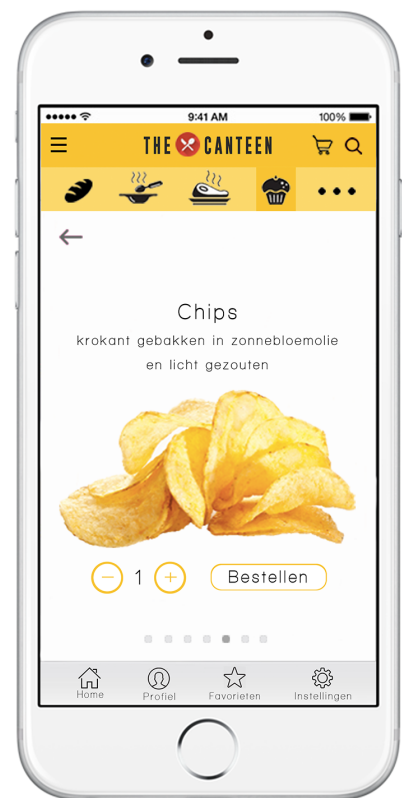 9:41 AM
100%
THE CANTEEN
Chips
krokant gebakken in zonnebloemolie
en licht gezouten
1
Bestellen
Home
Profiel
Favorieten
Instellingen